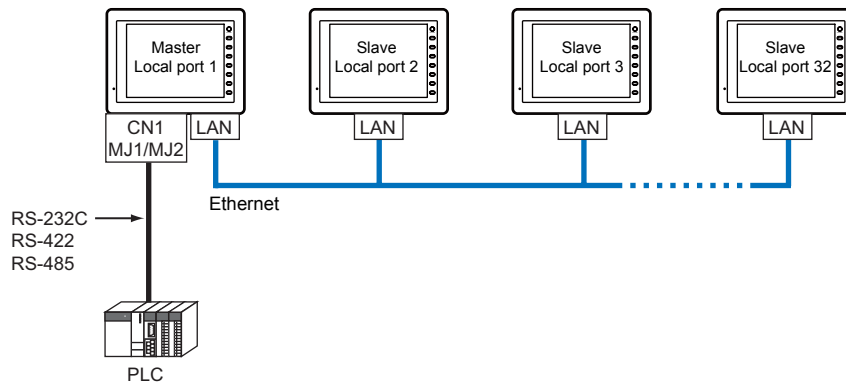 Master
Local port 1
Slave
Local port 2
Slave
Local port 3
Slave
Local port 32
CN1
MJ1/MJ2
LAN
LAN
LAN
LAN
Ethernet
RS-232C
RS-422
RS-485
PLC